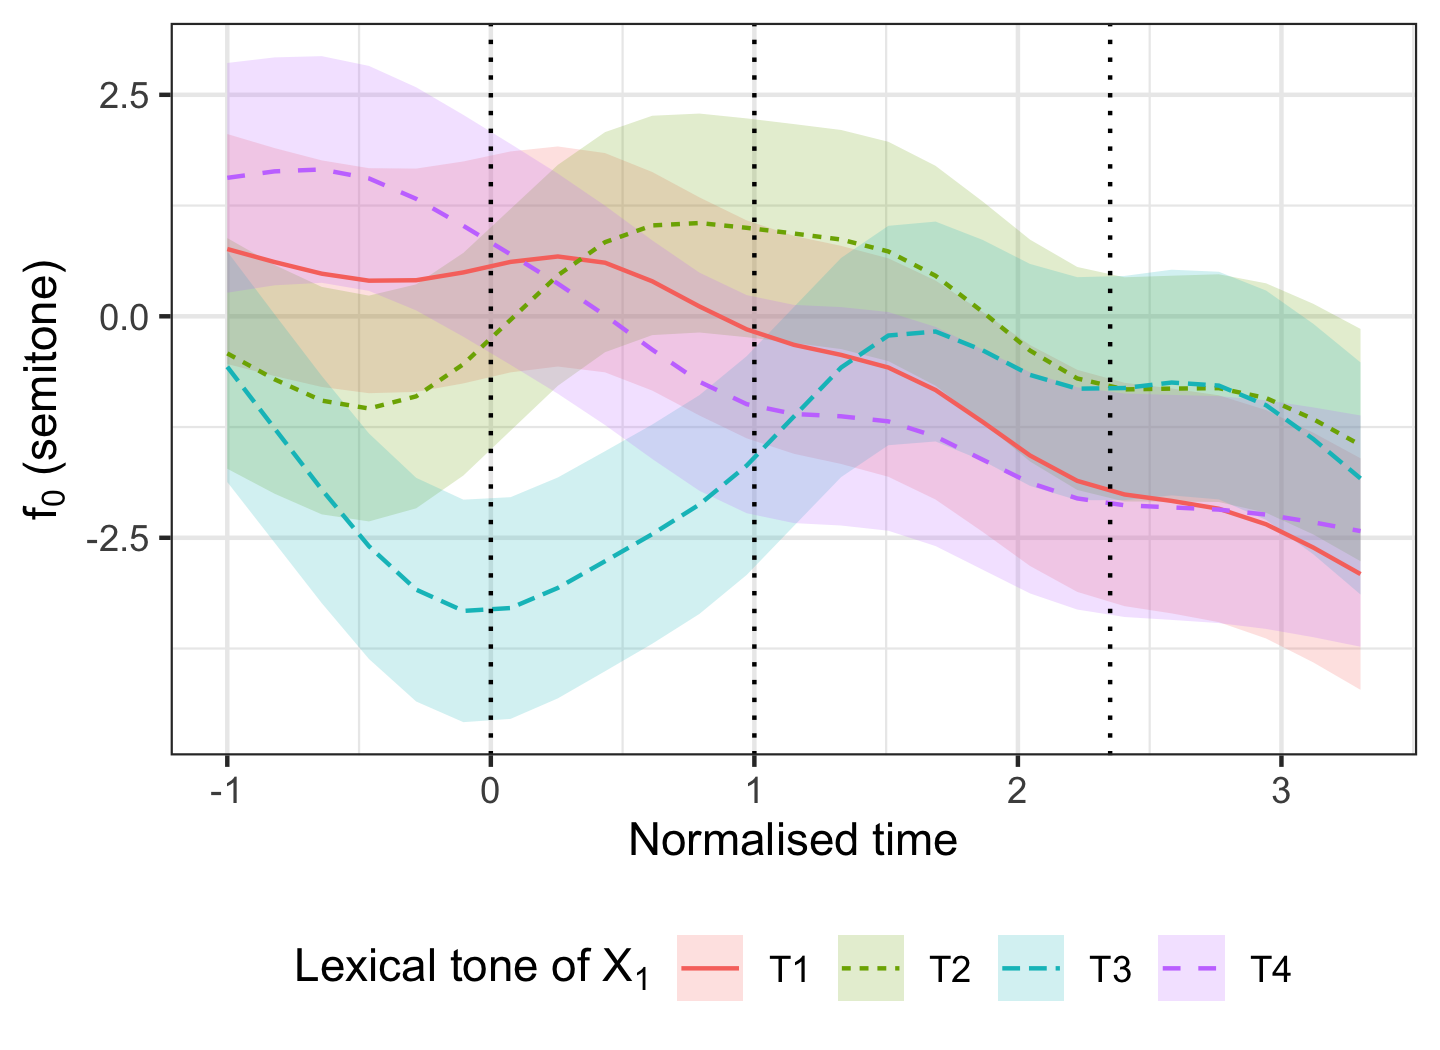 2.5
0.0
-2.5
f₀ (semitone)
-1 0 1 2 3
Normalised time
Lexical tone of X₁ T1 T2 T3 T4